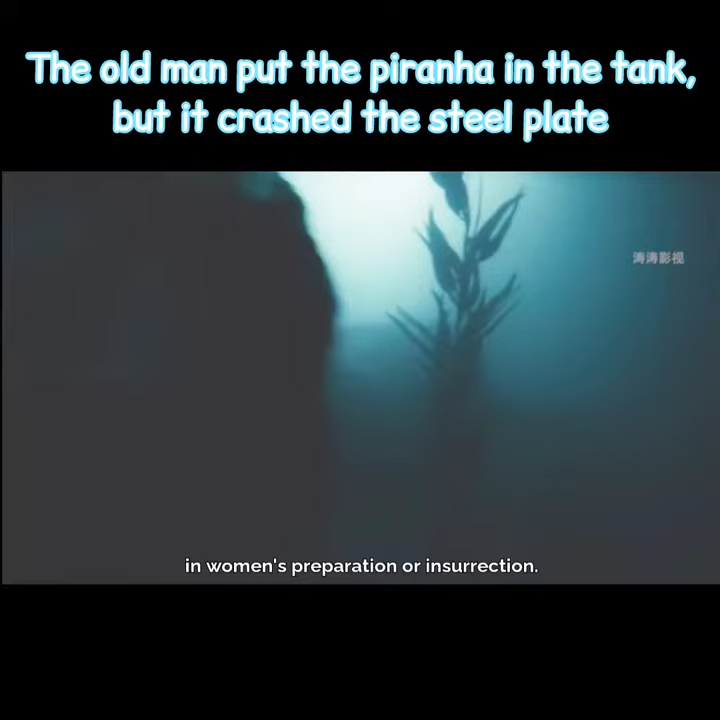 The old man put the piranha in the tank,
but it crashed the steel plate
涛涛影视
in women's preparation or insurrection.